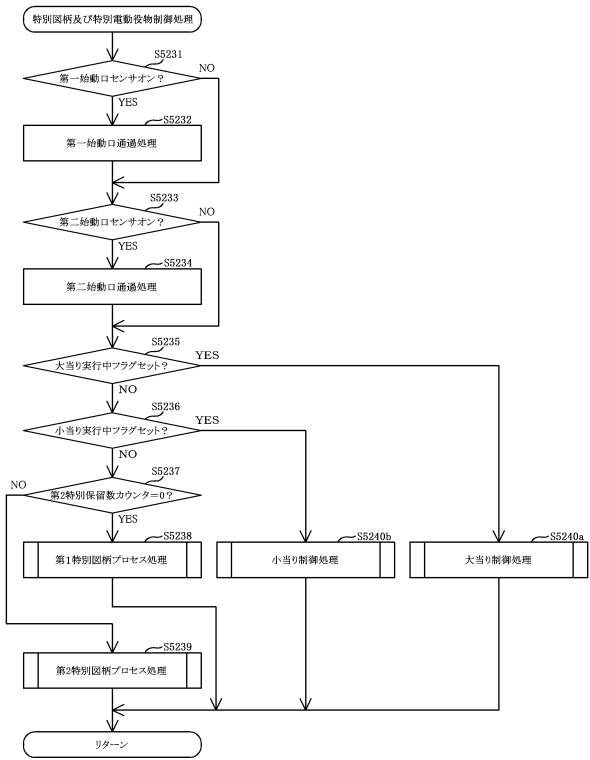 特別図柄及び特別電動役物制御処理
S5231
第一始動口センサオン？
NO
YES
S5232
第一始動口通過処理
S5233
第二始動口センサオン？
NO
YES
S5234
第二始動口通過処理
S5235
大当り実行中フラグセット？
YES
NO
S5236
小当り実行中フラグセット？
YES
NO
S5237
第2特別保留数カウンタ=0？
NO
YES
S5238
第1特別図柄プロセス処理
S5240b
小当り制御処理
S5240a
大当り制御処理
S5239
第2特別図柄プロセス処理
リターン